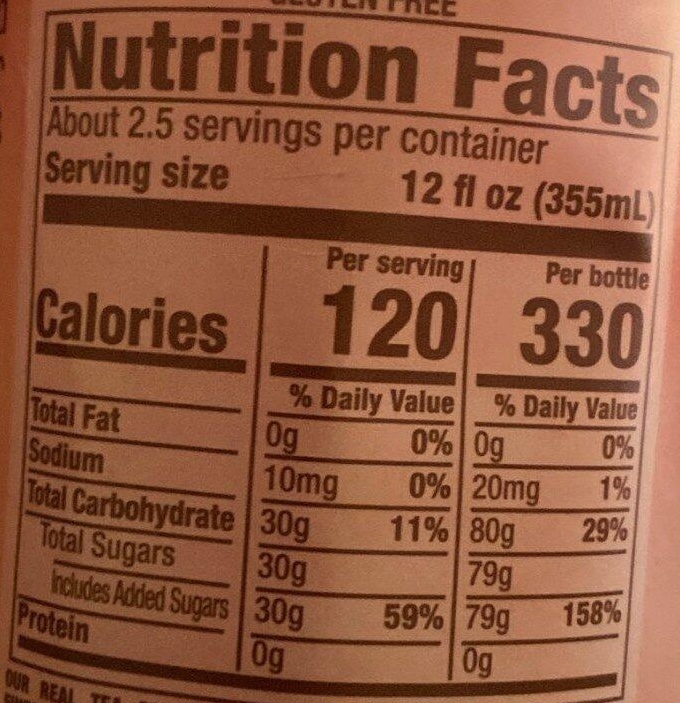 GLUTEN FREE
Nutrition Facts
About 2.5 servings per container
Serving size 12 fl oz (355mL)
Per serving Per bottle
Calories 120 330
% Daily Value % Daily Value
Total Fat 0g 0% 0g 0%
Sodium 10mg 0% 20mg 1%
Total Carbohydrate 30g 11% 80g 29%
Total Sugars 30g 79g
Includes Added Sugars 30g 59% 79g 158%
Protein 0g 0g
OUR REAL TEA